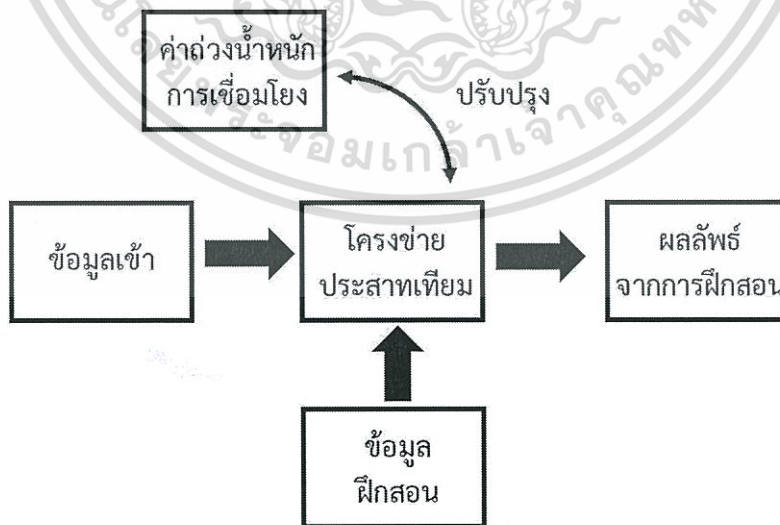 ค่าถ่วงน้ำหนัก
การเชื่อมโยง
ปรับปรุง
ข้อมูลเข้า
โครงข่าย
ประสาทเทียม
ผลลัพธ์
จากการฝึกสอน
ข้อมูล
ฝึกสอน